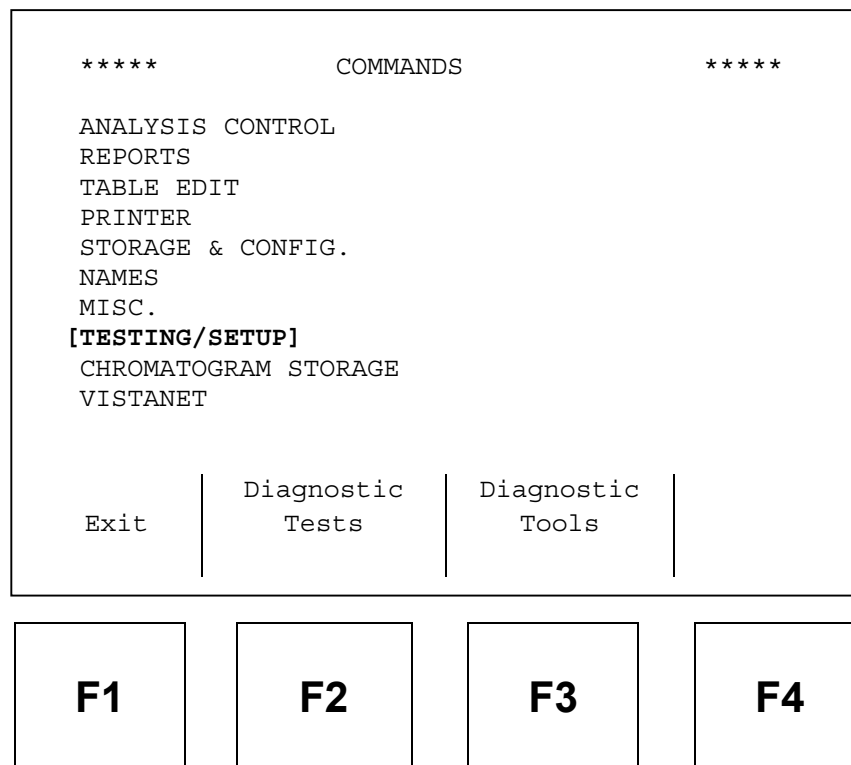 ***** COMMANDS *****
ANALYSIS CONTROL
REPORTS
TABLE EDIT
PRINTER
STORAGE & CONFIG.
NAMES
MISC.
[TESTING/SETUP]
CHROMATOGRAM STORAGE
VISTANET
Exit
Diagnostic
Tests
Diagnostic
Tools
F1 F2 F3 F4